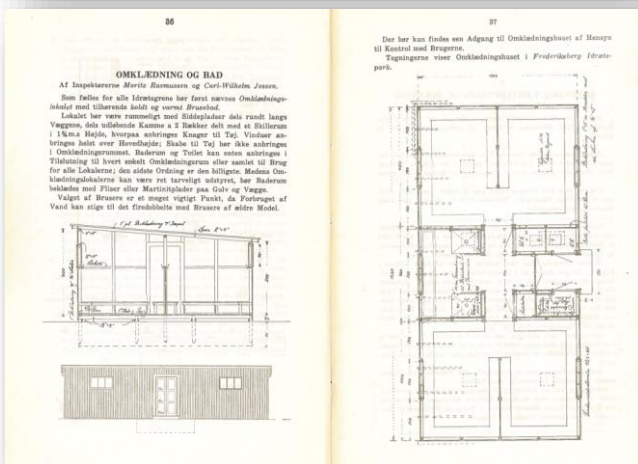 36
OMKLÆDNING OG BAD
Af Inspektørerne Morits Rasmussen og Carl-Wilhelm Jessen.
Som fælles for alle Idrætsgrene bør først nævnes Omklædnings-
lokalet med tilhørende koldt og varmt Brusebad.
Lokalet bør være rummeligt med Siddepladser dels rundt langs
Væggene, dels udløbende Kamme a 2 Rækker delt med et Skillerum
i 1¾ m.s Højde, hvorpaa anbringes Knager til Tøj. Vinduer an-
bringes helst over Hovedhøjde; Skabe til Tøj bør ikke anbringes
i Omklædningsrummet. Baderum og Toilet kan enten anbringes i
Tilslutning til hvert enkelt Omklædningsrum eller samlet til Brug
for alle Lokalerne; den sidste Ordning er den billigste. Medens Om-
klædningslokalerne kan være ret tarveligt udstyret, bør Baderum
beklædes med Fliser eller Martinitplader paa Gulv og Vægge.
Valget af Brusere er et meget vigtigt Punkt, da Forbruget af
Vand kan stige til det firedobbelte med Brusere af ældre Model.
37
Der bør kun findes een Adgang til Omklædningshuset af Hensyn
til Kontrol med Brugerne.
Tegningerne viser Omklædningshuset i Frederiksberg Idræts-
park.